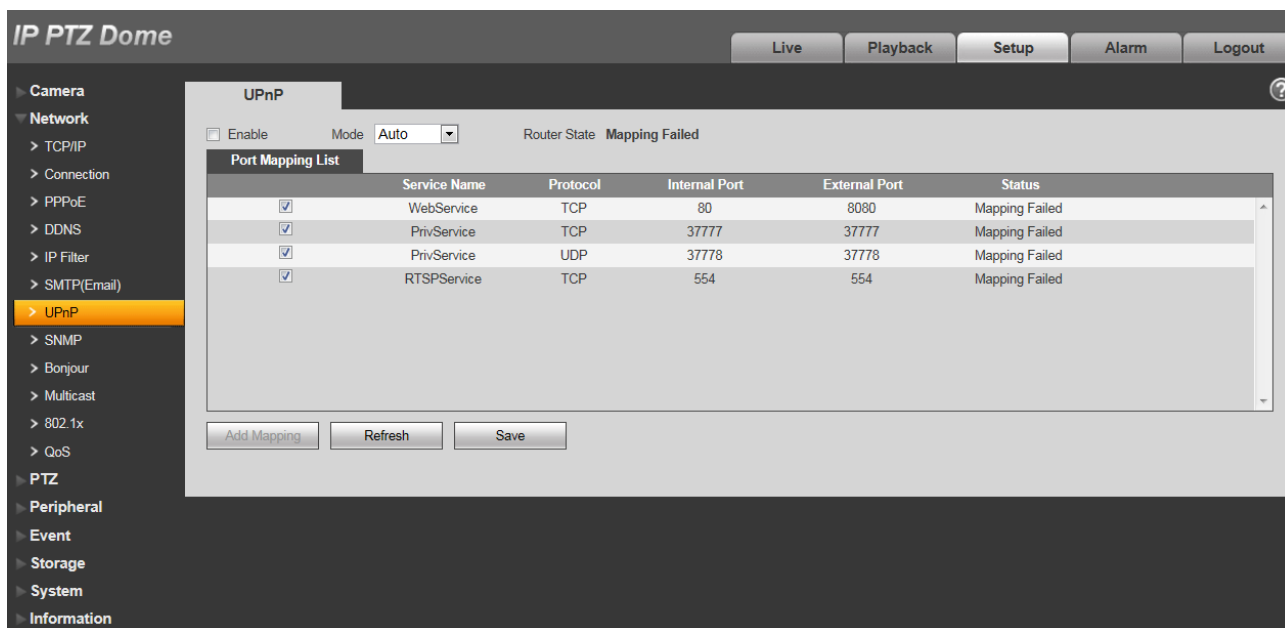 IP PTZ Dome
Live Playback Setup Alarm Logout
Camera
Network
> TCP/IP
> Connection
> PPPoE
> DDNS
> IP Filter
> SMTP(Email)
> UPnP
> SNMP
> Bonjour
> Multicast
> 802.1x
> QoS
PTZ
Peripheral
Event
Storage
System
Information
UPnP
?
Enable Mode Auto Router State Mapping Failed
Port Mapping List
Service Name Protocol Internal Port External Port Status
WebService TCP 80 8080 Mapping Failed
PrivService TCP 37777 37777 Mapping Failed
PrivService UDP 37778 37778 Mapping Failed
RTSPService TCP 554 554 Mapping Failed
Add Mapping Refresh Save